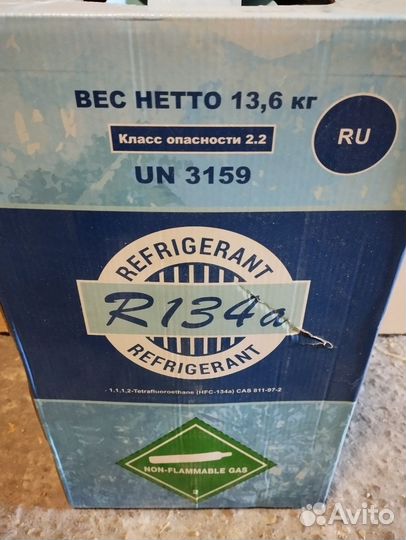 ВЕС НЕТТО 13,6 кг
Класс опасности 2.2
RU
UN 3159
REFRIGERANT
R134a
REFRIGERANT
- 1,1,1,2-Tetrafluoroethane (HFC-134a) CAS 811-97-2
NON-FLAMMABLE GAS
2
Avito